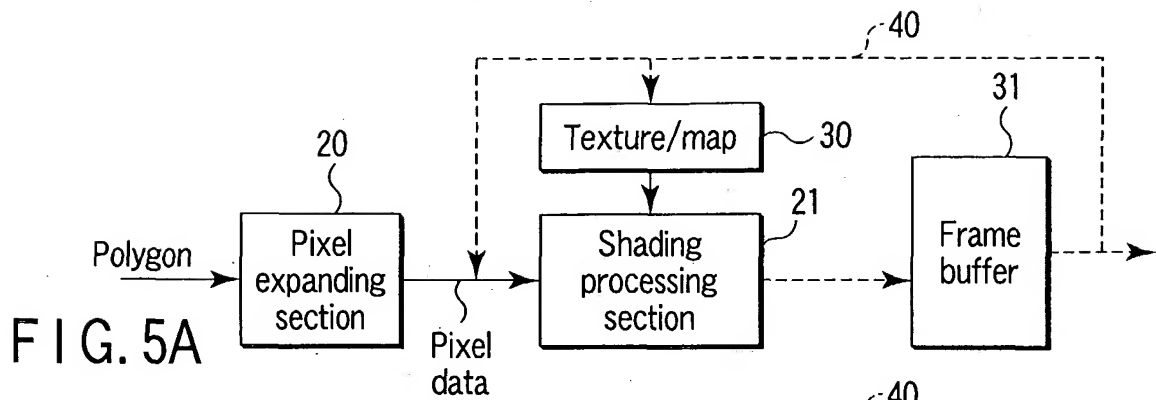 40
31
Texture/map
30
20
21
Polygon
Pixel
expanding
section
Shading
processing
section
Frame
buffer
Pixel
data
FIG. 5A
40